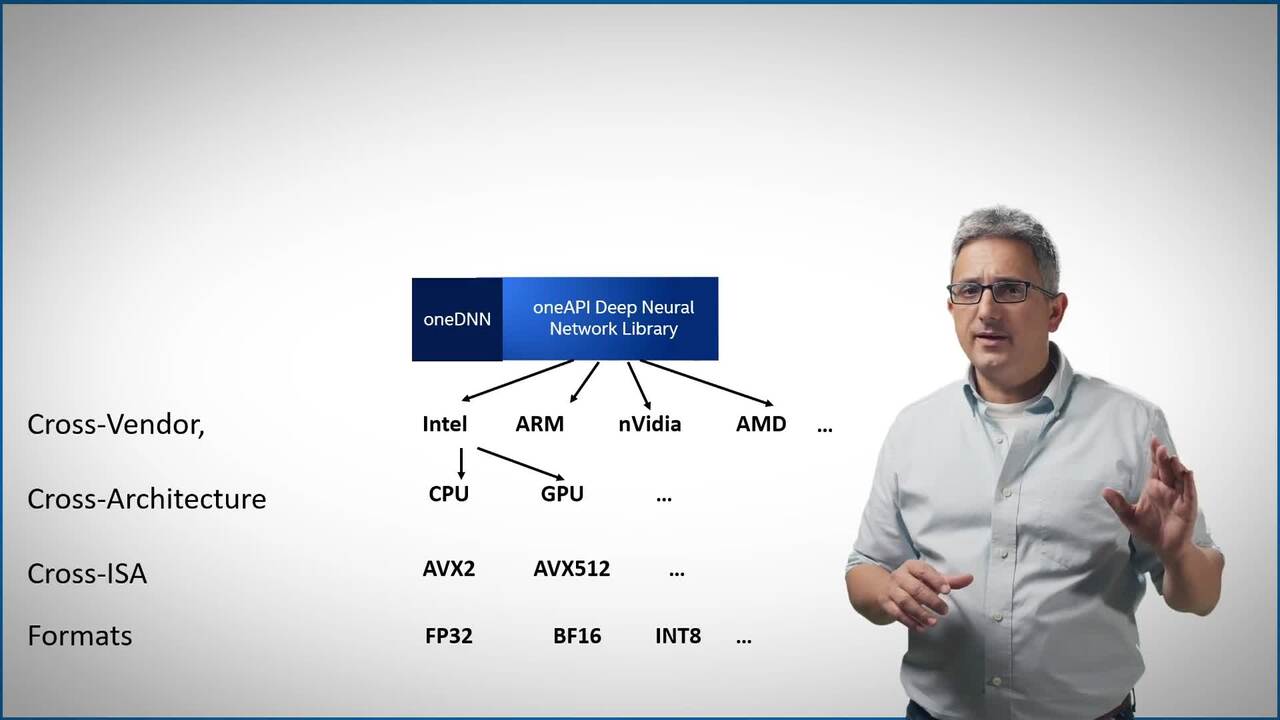 oneDNN
oneAPI Deep Neural
Network Library
Cross-Vendor,
Intel ARM nVidia AMD ...
Cross-Architecture
CPU GPU ...
Cross-ISA
AVX2 AVX512 ...
Formats
FP32 BF16 INT8 ...